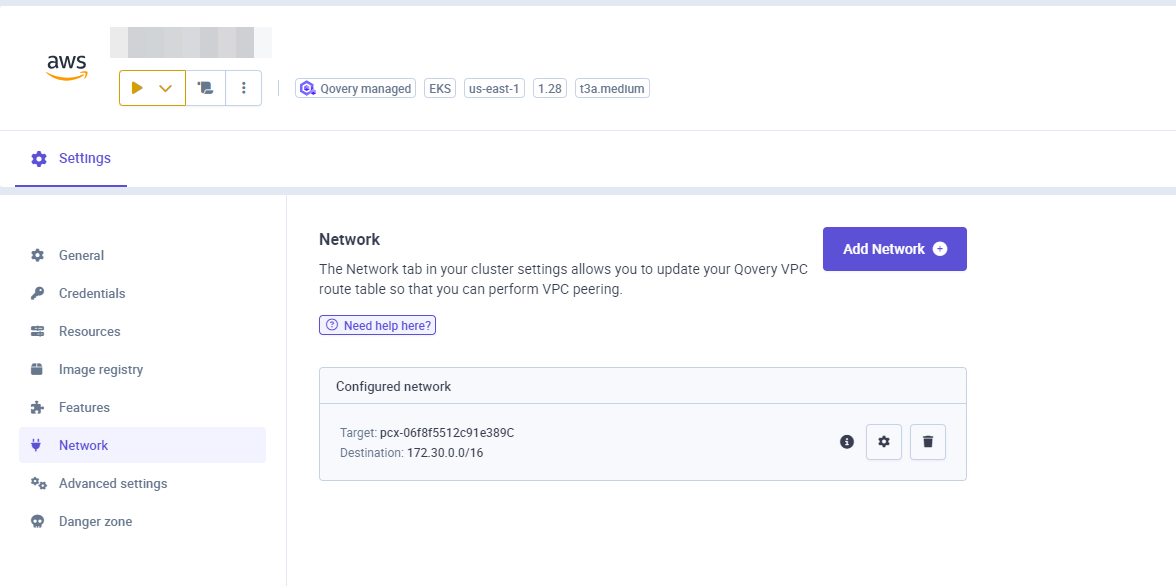 aws
Qovery managed
EKS
us-east-1
1.28
t3a.medium
Settings
General
Credentials
Resources
Image registry
Features
Network
Advanced settings
Danger zone
Network
Add Network
The Network tab in your cluster settings allows you to update your Qovery VPC
route table so that you can perform VPC peering.
Need help here?
Configured network
Target: pcx-06f8f5512c91e389C
Destination: 172.30.0.0/16